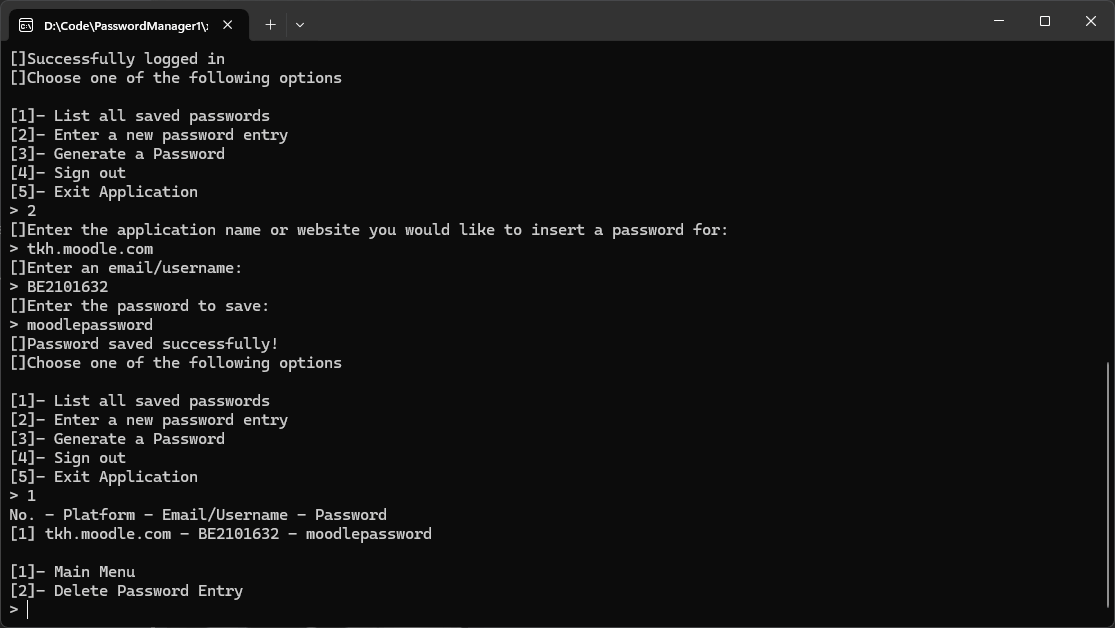 D:\Code\PasswordManager1\;
[]Successfully logged in
[]Choose one of the following options
[1]- List all saved passwords
[2]- Enter a new password entry
[3]- Generate a Password
[4]- Sign out
[5]- Exit Application
> 2
[]Enter the application name or website you would like to insert a password for:
> tkh.moodle.com
[]Enter an email/username:
> BE2101632
[]Enter the password to save:
> moodlepassword
[]Password saved successfully!
[]Choose one of the following options
[1]- List all saved passwords
[2]- Enter a new password entry
[3]- Generate a Password
[4]- Sign out
[5]- Exit Application
> 1
No. - Platform - Email/Username - Password
[1] tkh.moodle.com - BE2101632 - moodlepassword
[1]- Main Menu
[2]- Delete Password Entry
>